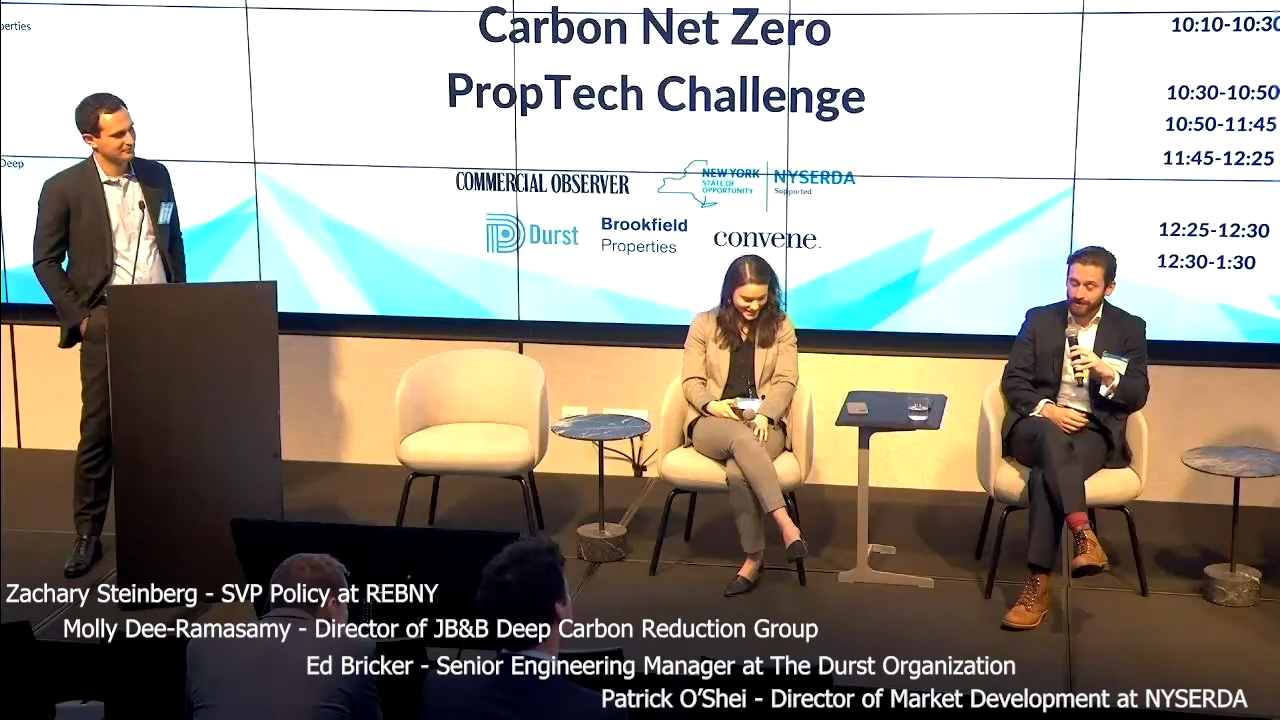 perties
Deep
Carbon Net Zero
PropTech Challenge
COMMERCIAL OBSERVER
NEW YORK
STATE OF
OPPORTUNITY
NYSERDA
Supported
Durst
Brookfield
Properties
convene.
10:10-10:30
10:30-10:50
10:50-11:45
11:45-12:25
12:25-12:30
12:30-1:30
Zachary Steinberg - SVP Policy at REBNY
Molly Dee-Ramasamy - Director of JB&B Deep Carbon Reduction Group
Ed Bricker - Senior Engineering Manager at The Durst Organization
Patrick O’Shei - Director of Market Development at NYSERDA